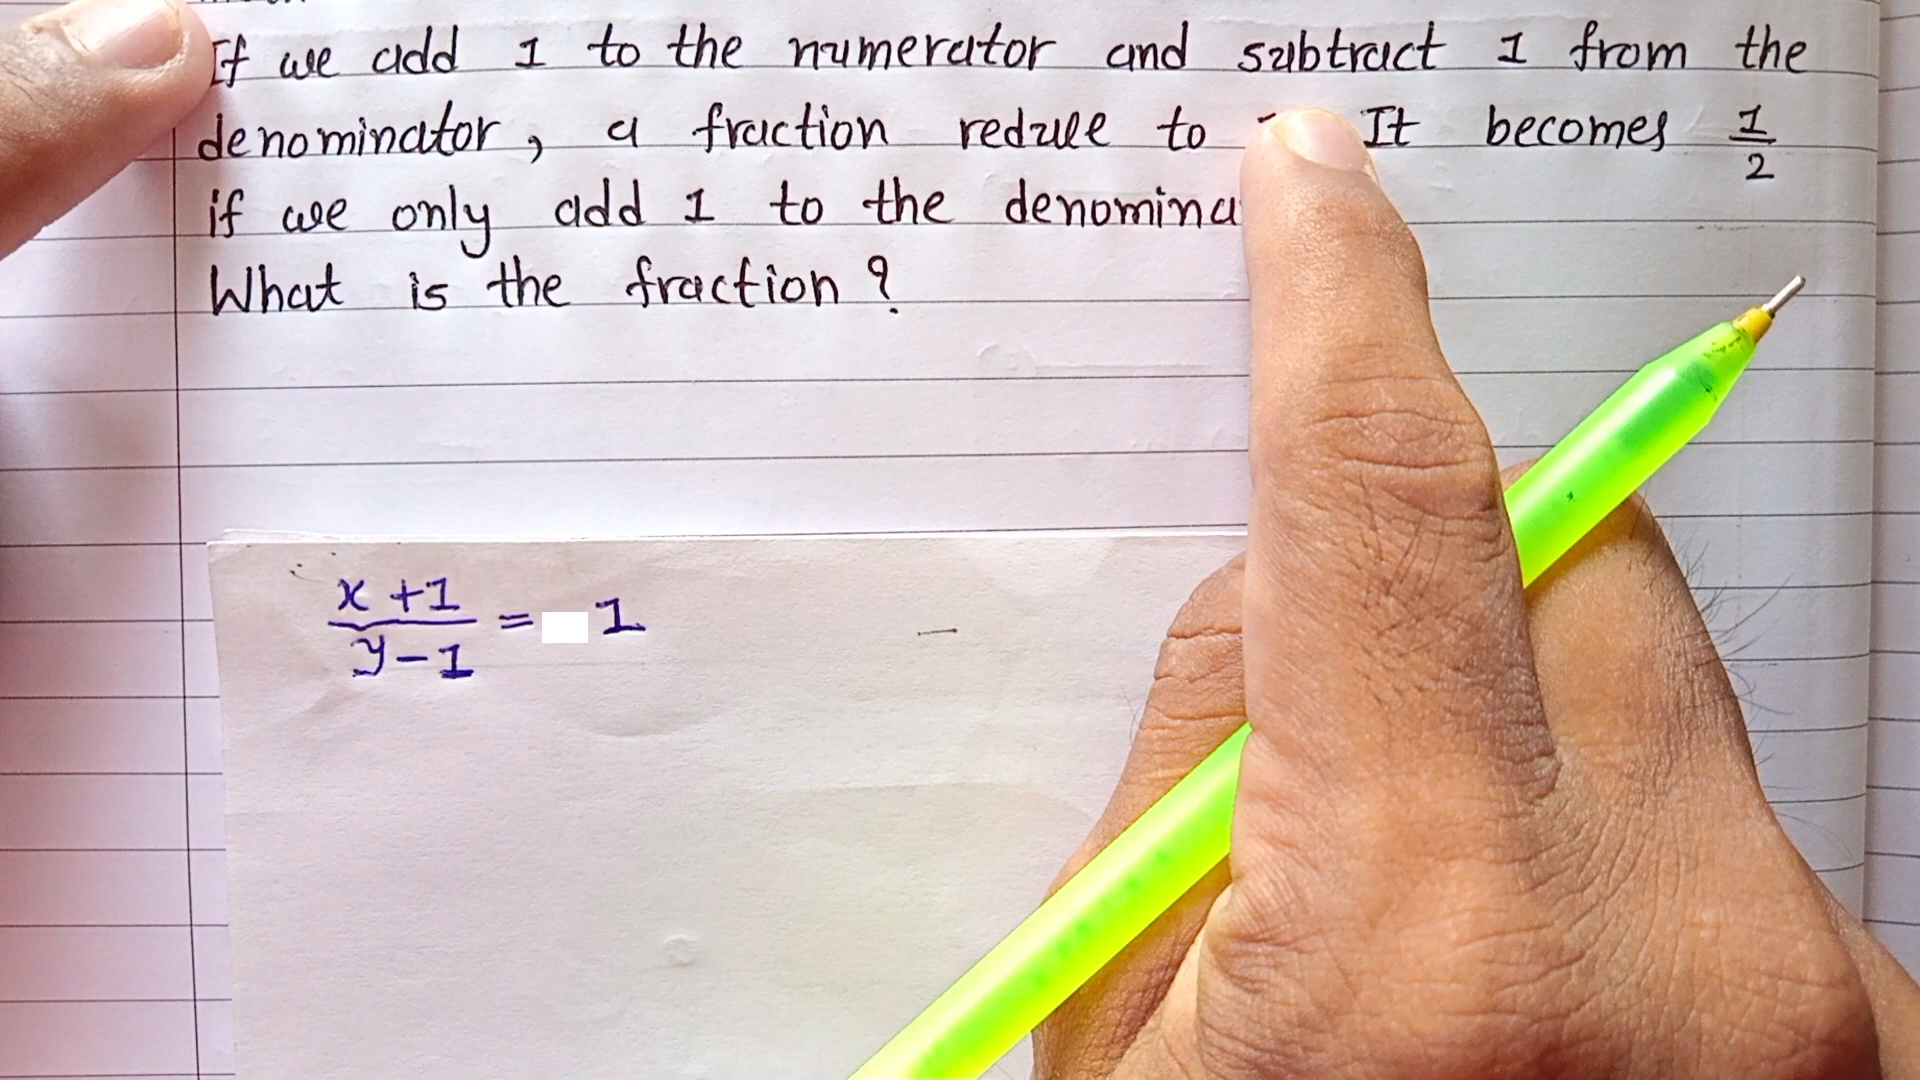 If we add 1 to the numerator and subtract 1 from the
denominator, a fraction reduce to It becomes 1/2
if we only add 1 to the
What is the fraction ?
x +1
y-1 = 1